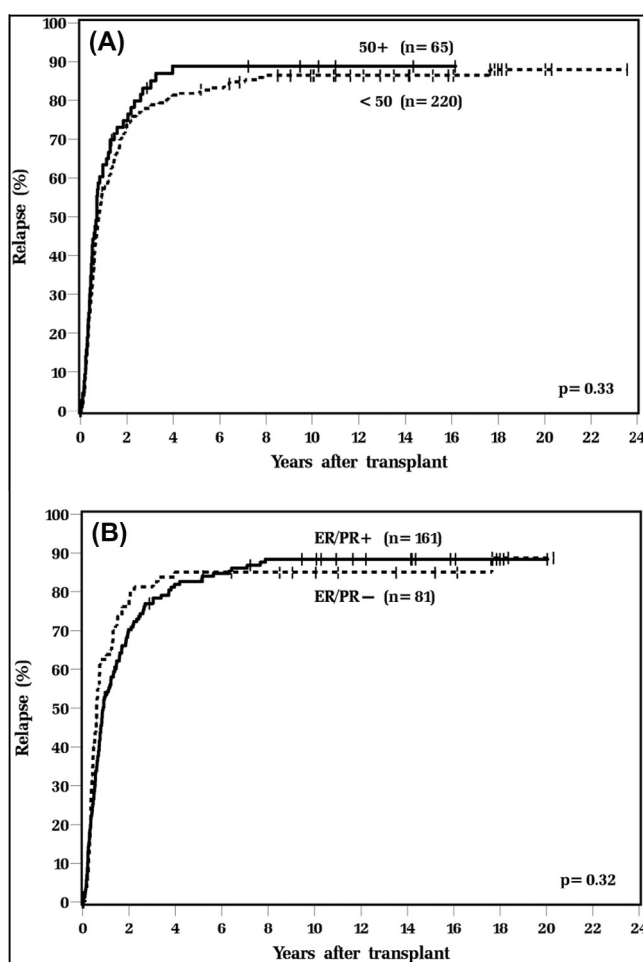 (A)
50+ (n= 65)
< 50 (n= 220)
Relapse (%)
100
90
80
70
60
50
40
30
20
10
0
p= 0.33
0 2 4 6 8 10 12 14 16 18 20 22 24
Years after transplant
(B)
ER/PR+ (n= 161)
ER/PR− (n= 81)
Relapse (%)
100
90
80
70
60
50
40
30
20
10
0
p= 0.32
0 2 4 6 8 10 12 14 16 18 20 22 24
Years after transplant